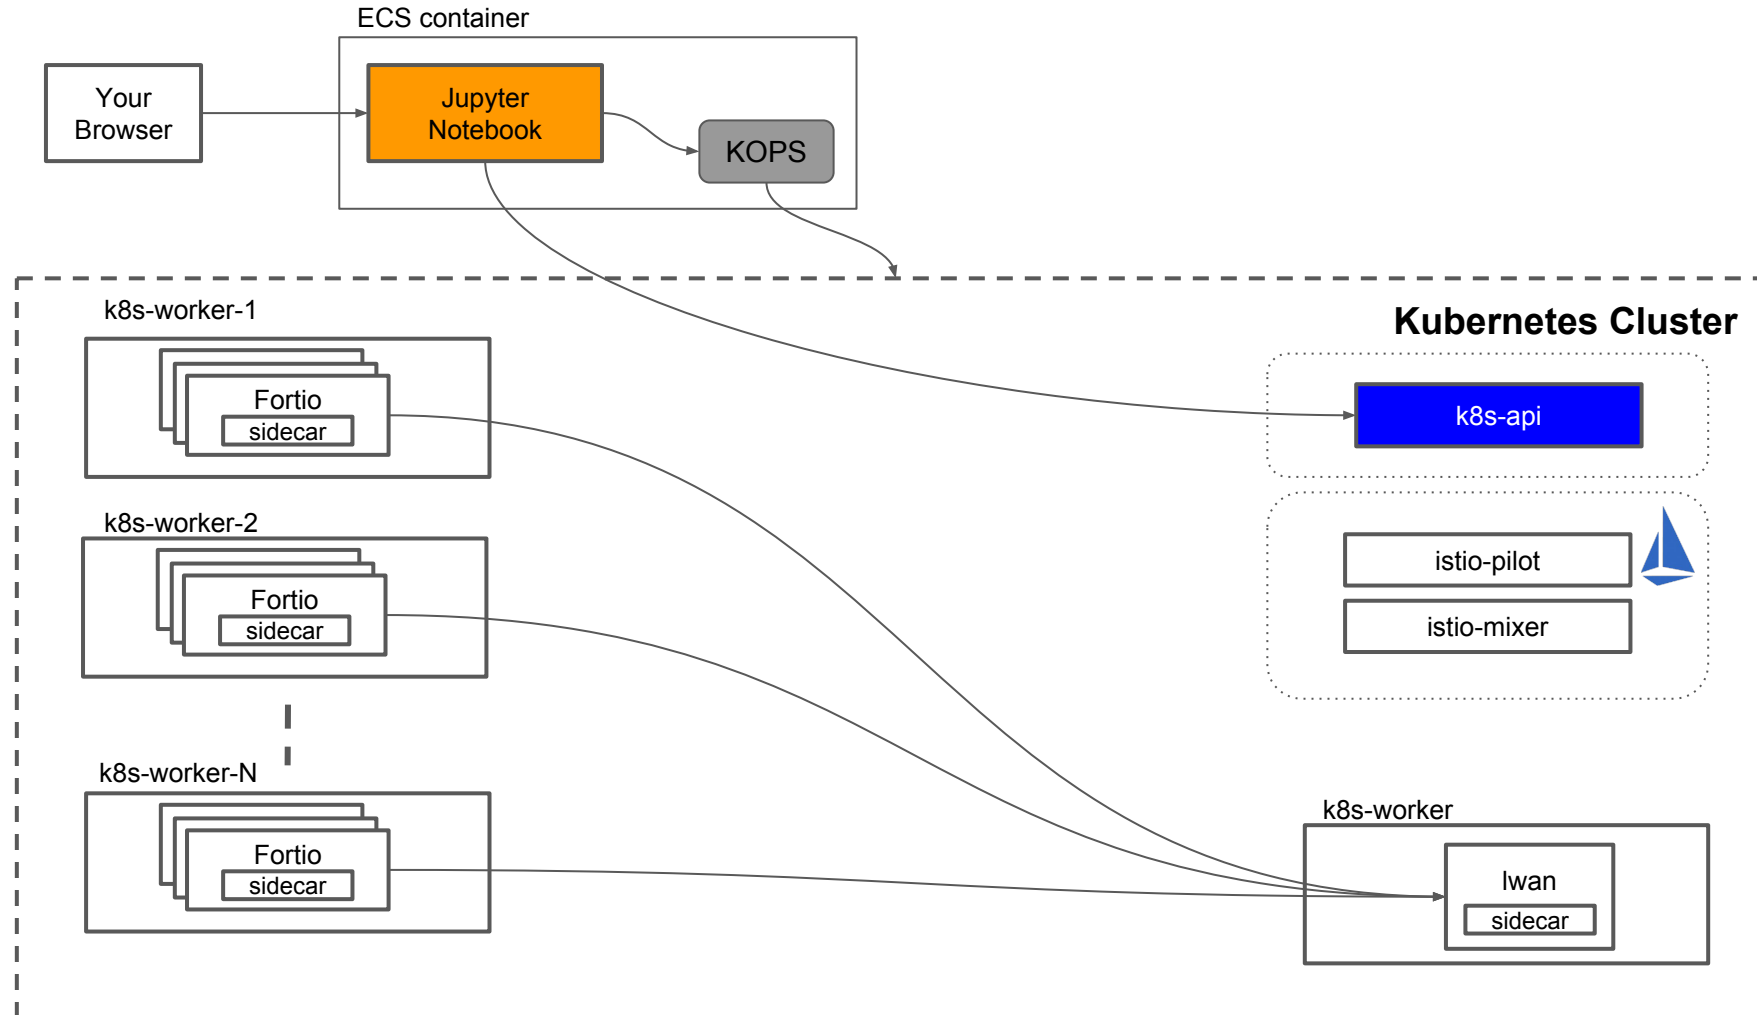 ECS container
Your
Browser
Jupyter
Notebook
KOPS
Kubernetes Cluster
k8s-worker-1
Fortio
sidecar
k8s-api
k8s-worker-2
Fortio
sidecar
istio-pilot
istio-mixer
k8s-worker-N
Fortio
sidecar
k8s-worker
lwan
sidecar